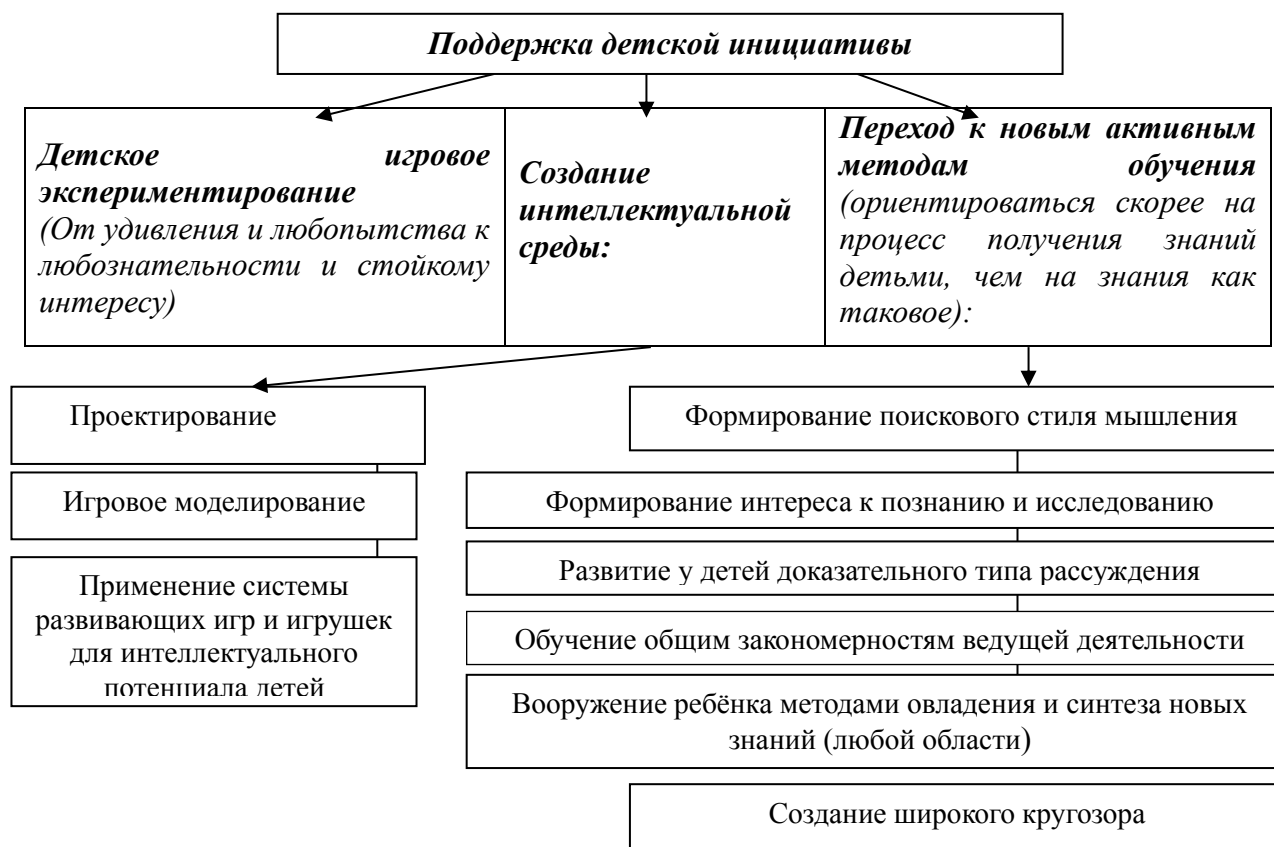 Поддержка детской инициативы
Детское игровое
экспериментирование
(От удивления и любопытства к
любознательности и стойкому
интересу)
Создание
интеллектуальной
среды:
Переход к новым активным
методам обучения
(ориентироваться скорее на
процесс получения знаний
детьми, чем на знания как
таковое):
Проектирование
Игровое моделирование
Применение системы
развивающих игр и игрушек
для интеллектуального
потенциала детей
Формирование поискового стиля мышления
Формирование интереса к познанию и исследованию
Развитие у детей доказательного типа рассуждения
Обучение общим закономерностям ведущей деятельности
Вооружение ребёнка методами овладения и синтеза новых
знаний (любой области)
Создание широкого кругозора